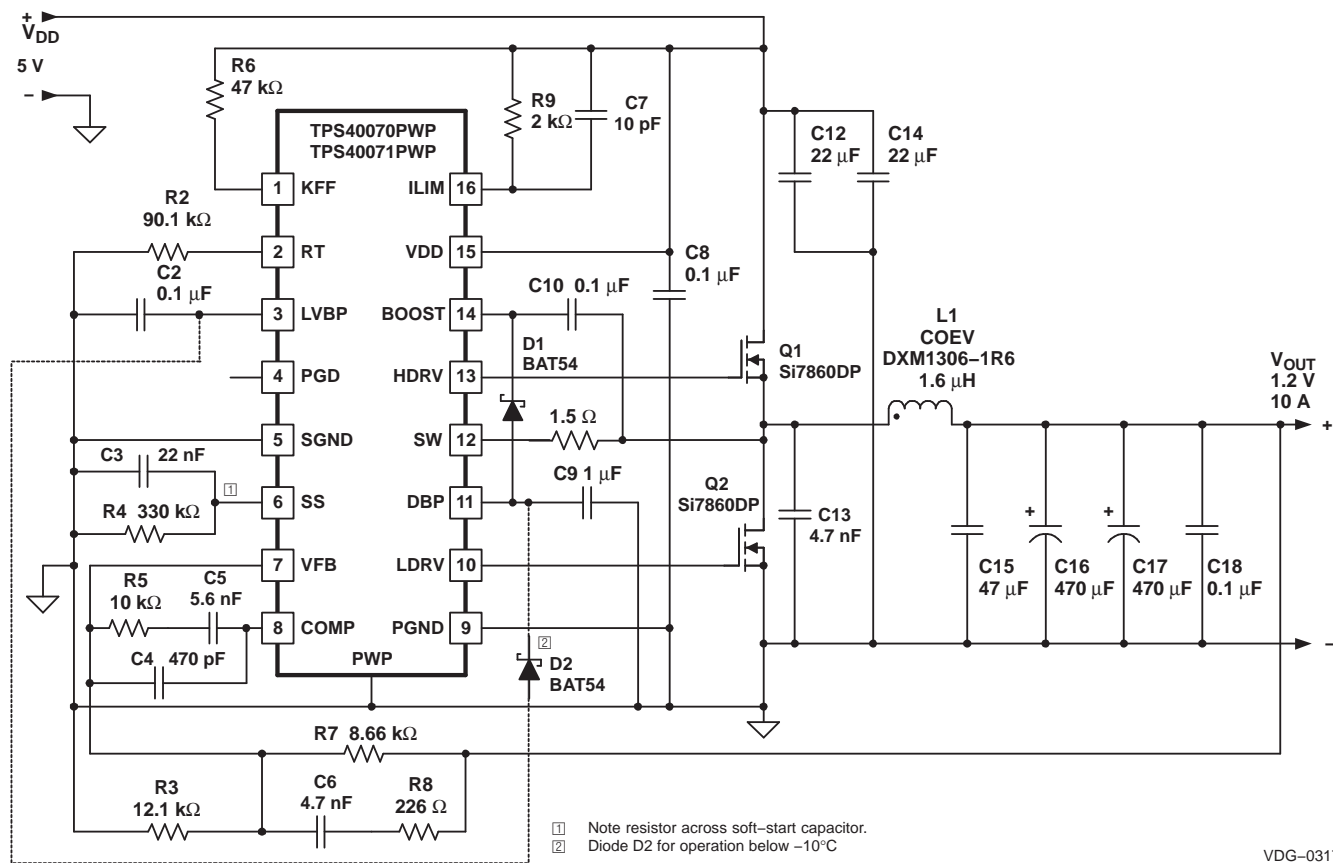 +
VDD
5 V
−
R6
47 kΩ
R9
2 kΩ
C7
10 pF
C12
22 µF
C14
22 µF
TPS40070PWP
TPS40071PWP
1 KFF
ILIM 16
R2
90.1 kΩ
2 RT
VDD 15
C2
0.1 µF
C8
0.1 µF
C10 0.1 µF
3 LVBP
BOOST 14
D1
BAT54
Q1
Si7860DP
L1
COEV
DXM1306−1R6
1.6 µH
VOUT
1.2 V
10 A
4 PGD
HDRV 13
1.5 Ω
5 SGND
SW 12
+
C3 22 nF
1
C9 1 µF
Q2
Si7860DP
6 SS
DBP 11
R4 330 kΩ
C13
4.7 nF
+
+
7 VFB
LDRV 10
R5
10 kΩ
C5
5.6 nF
C15
47 µF
C16
470 µF
C17
470 µF
C18
0.1 µF
8 COMP
PGND 9
−
C4 470 pF
PWP
2
D2
BAT54
R7 8.66 kΩ
R3
12.1 kΩ
C6
4.7 nF
R8
226 Ω
1 Note resistor across soft−start capacitor.
2 Diode D2 for operation below −10°C